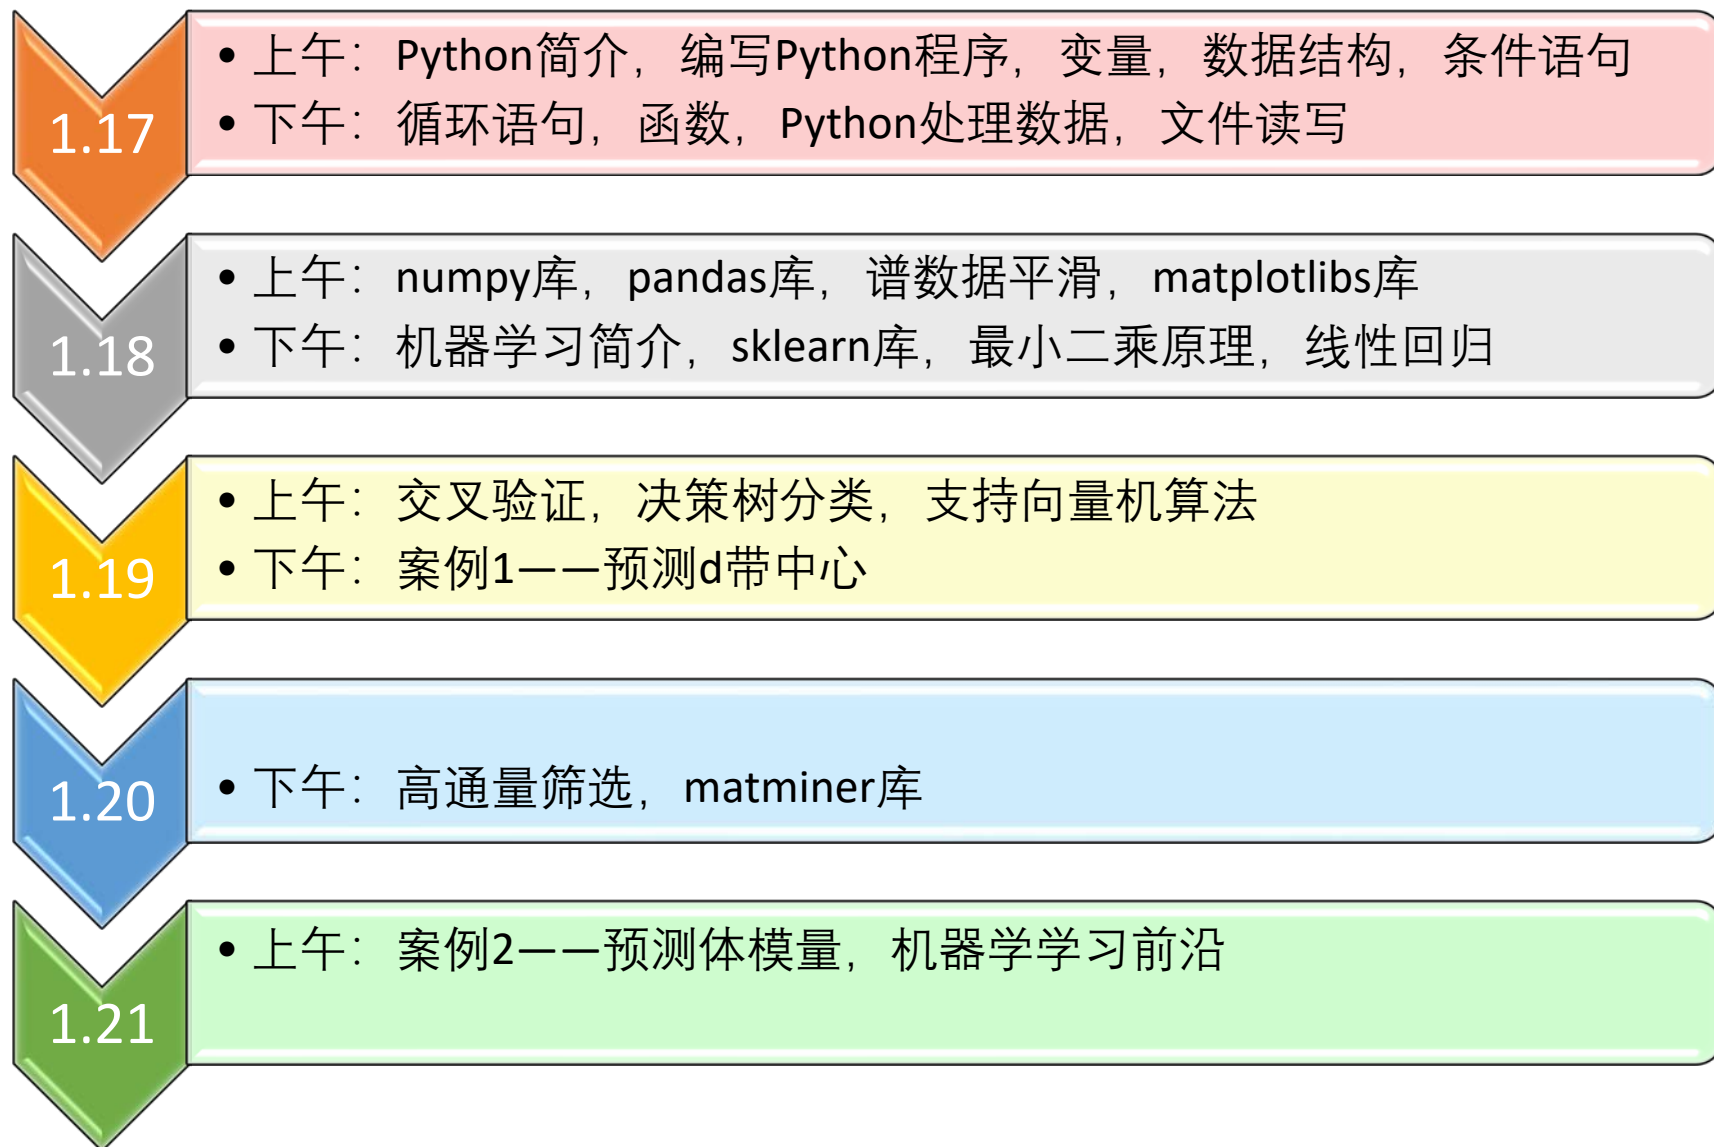 1.17
• 上午：Python简介，编写Python程序，变量，数据结构，条件语句
• 下午：循环语句，函数，Python处理数据，文件读写
1.18
• 上午：numpy库，pandas库，谱数据平滑，matplotlibs库
• 下午：机器学习简介，sklearn库，最小二乘原理，线性回归
1.19
• 上午：交叉验证，决策树分类，支持向量机算法
• 下午：案例1——预测d带中心
1.20
• 下午：高通量筛选，matminer库
1.21
• 上午：案例2——预测体模量，机器学学习前沿